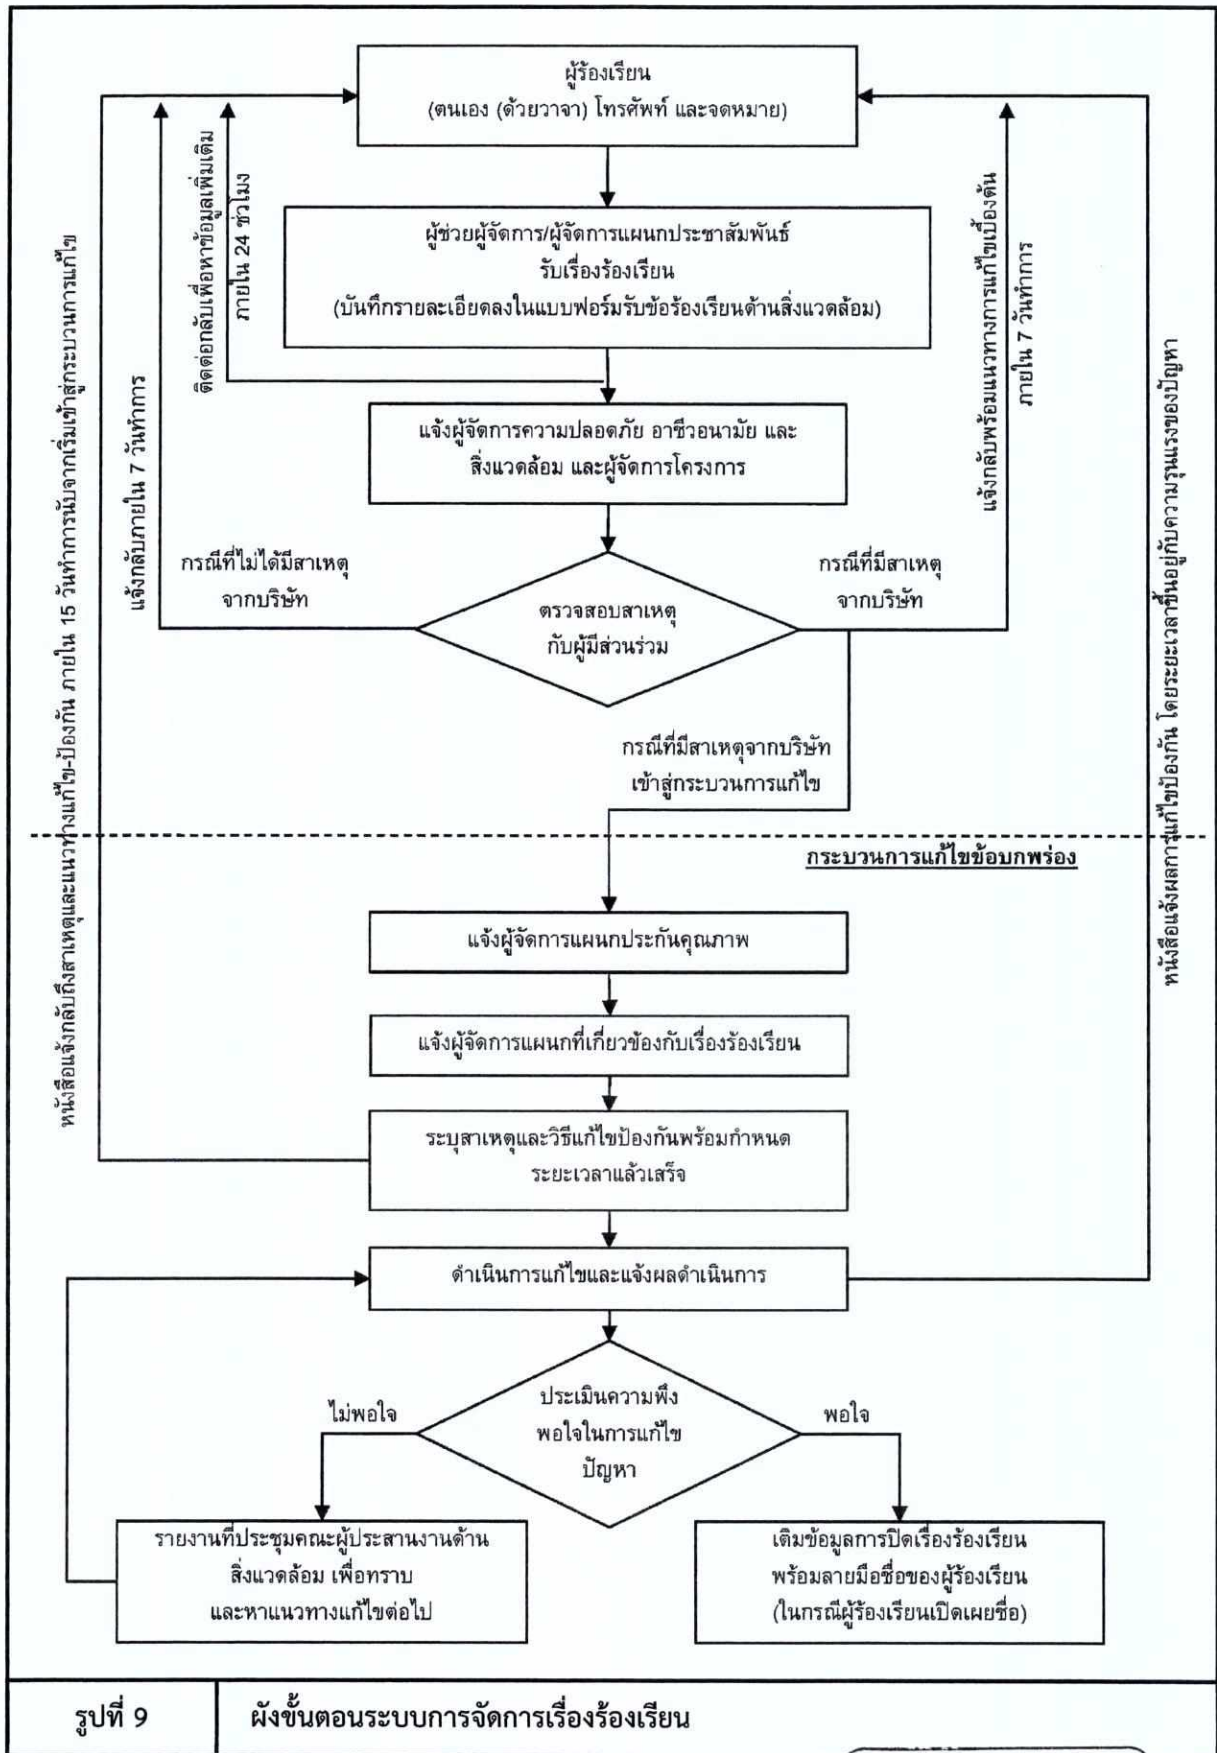 ผู้ร้องเรียน
(ตนเอง (ด้วยวาจา) โทรศัพท์ และจดหมาย)
ติดต่อกลับเพื่อหาข้อมูลเพิ่มเติม
ภายใน 24 ชั่วโมง
แจ้งกลับภายใน 7 วันทำการ
หนังสือแจ้งกลับถึงสาเหตุและแนวทางแก้ไข-ป้องกัน ภายใน 15 วันทำการนับจากเริ่มเข้าสู่กระบวนการแก้ไข
แจ้งกลับพร้อมแนวทางการแก้ไขเบื้องต้น
ภายใน 7 วันทำการ
หนังสือแจ้งผลการแก้ไขป้องกัน โดยระยะเวลาขึ้นอยู่กับความรุนแรงของปัญหา
ผู้ช่วยผู้จัดการ/ผู้จัดการแผนกประชาสัมพันธ์
รับเรื่องร้องเรียน
(บันทึกรายละเอียดลงในแบบฟอร์มรับข้อร้องเรียนด้านสิ่งแวดล้อม)
แจ้งผู้จัดการความปลอดภัย อาชีวอนามัย และ
สิ่งแวดล้อม และผู้จัดการโครงการ
กรณีที่ไม่ได้มีสาเหตุ
จากบริษัท
ตรวจสอบสาเหตุ
กับผู้มีส่วนร่วม
กรณีที่มีสาเหตุ
จากบริษัท
กรณีที่มีสาเหตุจากบริษัท
เข้าสู่กระบวนการแก้ไข
กระบวนการแก้ไขข้อบกพร่อง
แจ้งผู้จัดการแผนกประกันคุณภาพ
แจ้งผู้จัดการแผนกที่เกี่ยวข้องกับเรื่องร้องเรียน
ระบุสาเหตุและวิธีแก้ไขป้องกันพร้อมกำหนด
ระยะเวลาแล้วเสร็จ
ดำเนินการแก้ไขและแจ้งผลดำเนินการ
ไม่พอใจ
ประเมินความพึง
พอใจในการแก้ไข
ปัญหา
พอใจ
รายงานที่ประชุมคณะผู้ประสานงานด้าน
สิ่งแวดล้อม เพื่อทราบ
และหาแนวทางแก้ไขต่อไป
เติมข้อมูลการปิดเรื่องร้องเรียน
พร้อมลายมือชื่อของผู้ร้องเรียน
(ในกรณีผู้ร้องเรียนเปิดเผยชื่อ)
รูปที่ 9
ผังขั้นตอนระบบการจัดการเรื่องร้องเรียน